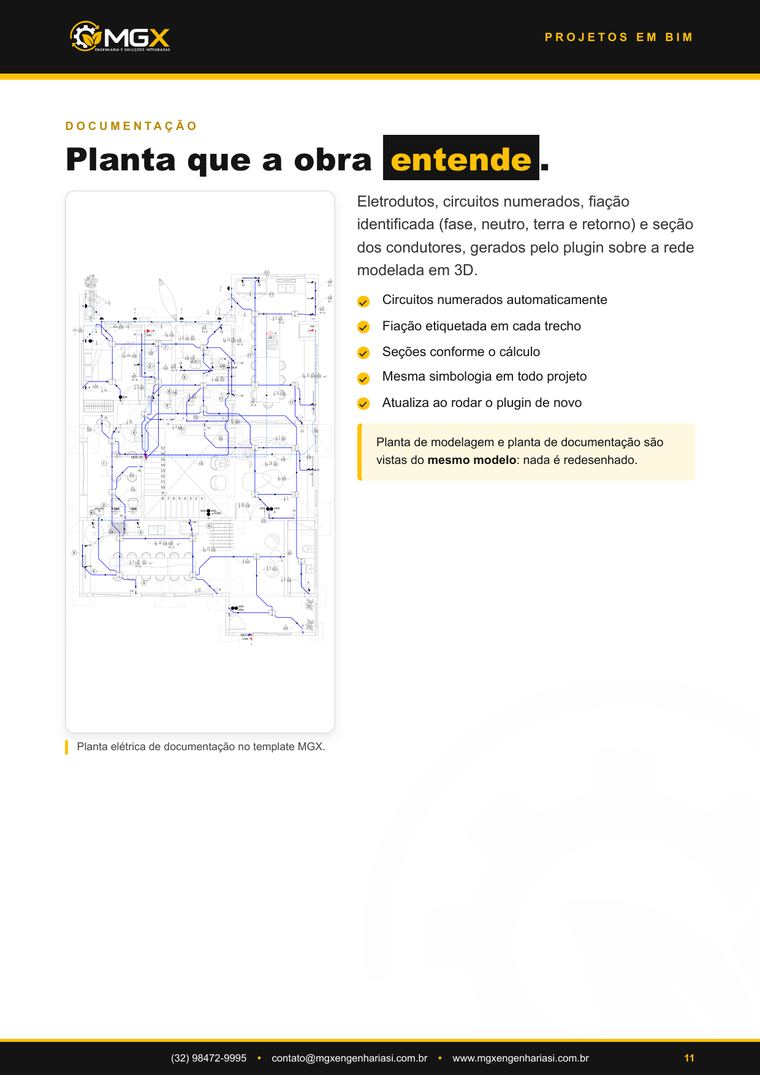 MGX
ENGENHARIA E SOLUÇÕES INTEGRADAS
PROJETOS EM BIM
DOCUMENTAÇÃO
Planta que a obra entende.
Eletrodutos, circuitos numerados, fiação
identificada (fase, neutro, terra e retorno) e seção
dos condutores, gerados pelo plugin sobre a rede
modelada em 3D.
Circuitos numerados automaticamente
Fiação etiquetada em cada trecho
Seções conforme o cálculo
Mesma simbologia em todo projeto
Atualiza ao rodar o plugin de novo
Planta de modelagem e planta de documentação são
vistas do mesmo modelo: nada é redesenhado.
Planta elétrica de documentação no template MGX.
(32) 98472-9995 • contato@mgxengenhariasi.com.br • www.mgxengenhariasi.com.br
11